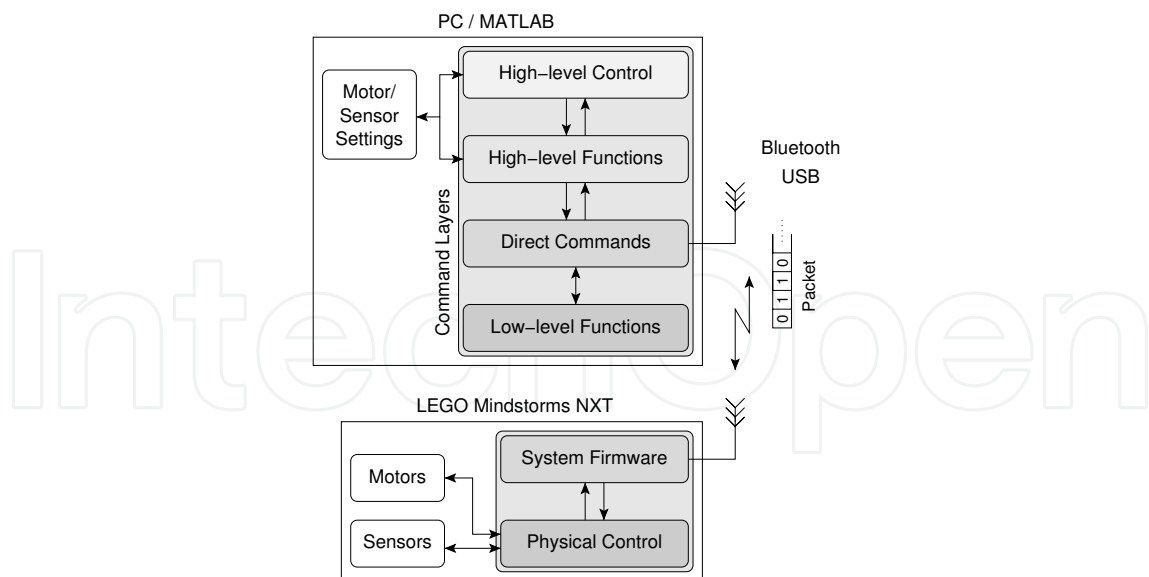 PC / MATLAB
High−level Control
Motor/
Sensor
Settings
High−level Functions
Command Layers
Direct Commands
Low−level Functions
Bluetooth
USB
0 1 1 0
Packet
LEGO Mindstorms NXT
System Firmware
Motors
Sensors
Physical Control
IntechOpen